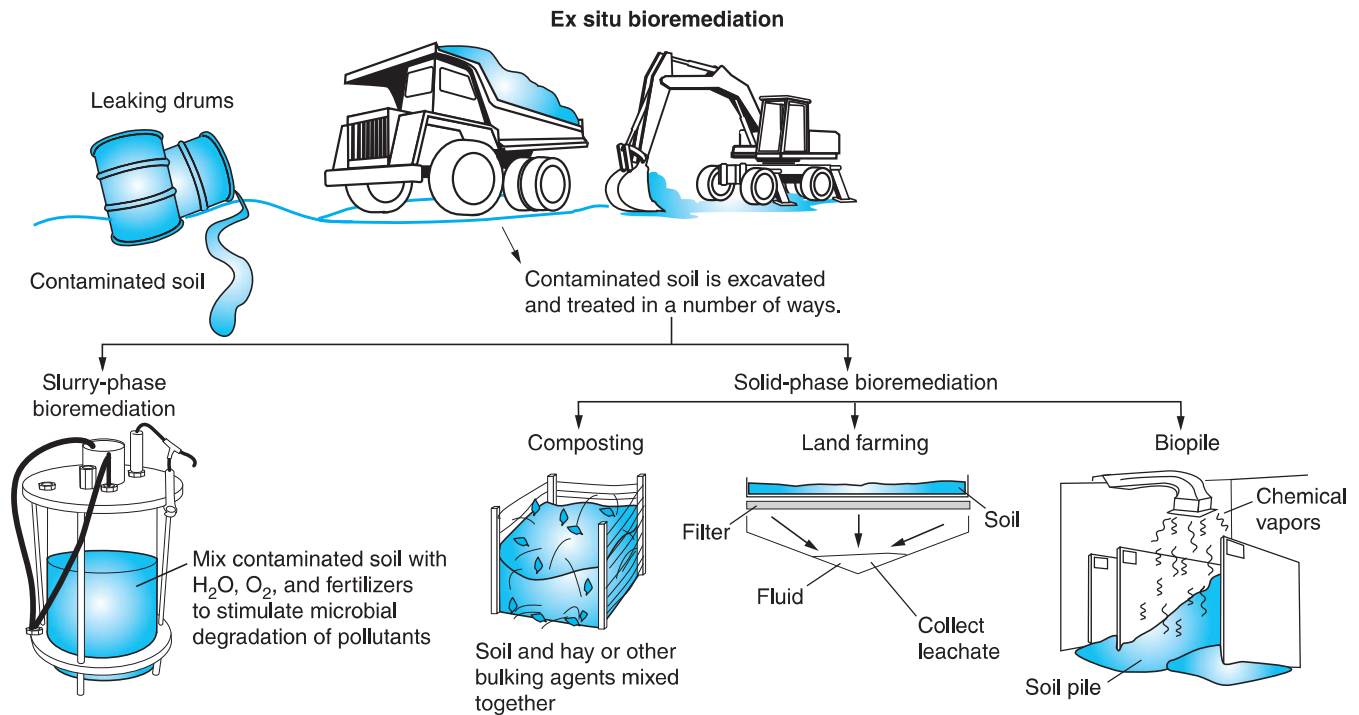 Ex situ bioremediation
Leaking drums
Contaminated soil
Contaminated soil is excavated
and treated in a number of ways.
Slurry-phase
bioremediation
Solid-phase bioremediation
Composting
Land farming
Biopile
Mix contaminated soil with
H₂O, O₂, and fertilizers
to stimulate microbial
degradation of pollutants
Soil and hay or other
bulking agents mixed
together
Filter
Soil
Fluid
Collect
leachate
Chemical
vapors
Soil pile